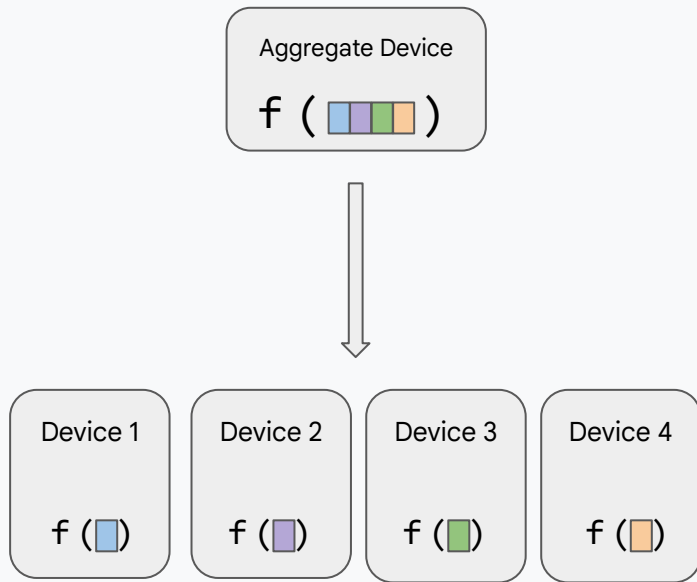 Aggregate Device
f ( )
Device 1
Device 2
Device 3
Device 4
f ( )
f ( )
f ( )
f ( )